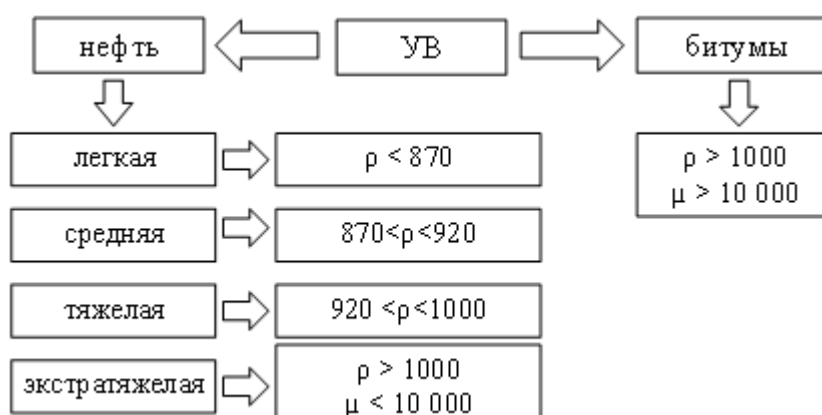 нефть
УВ
битумы
легкая
ρ < 870
ρ > 1000
μ > 10 000
средняя
870<ρ<920
тяжелая
920 <ρ<1000
экстратяжелая
ρ > 1000
μ < 10 000